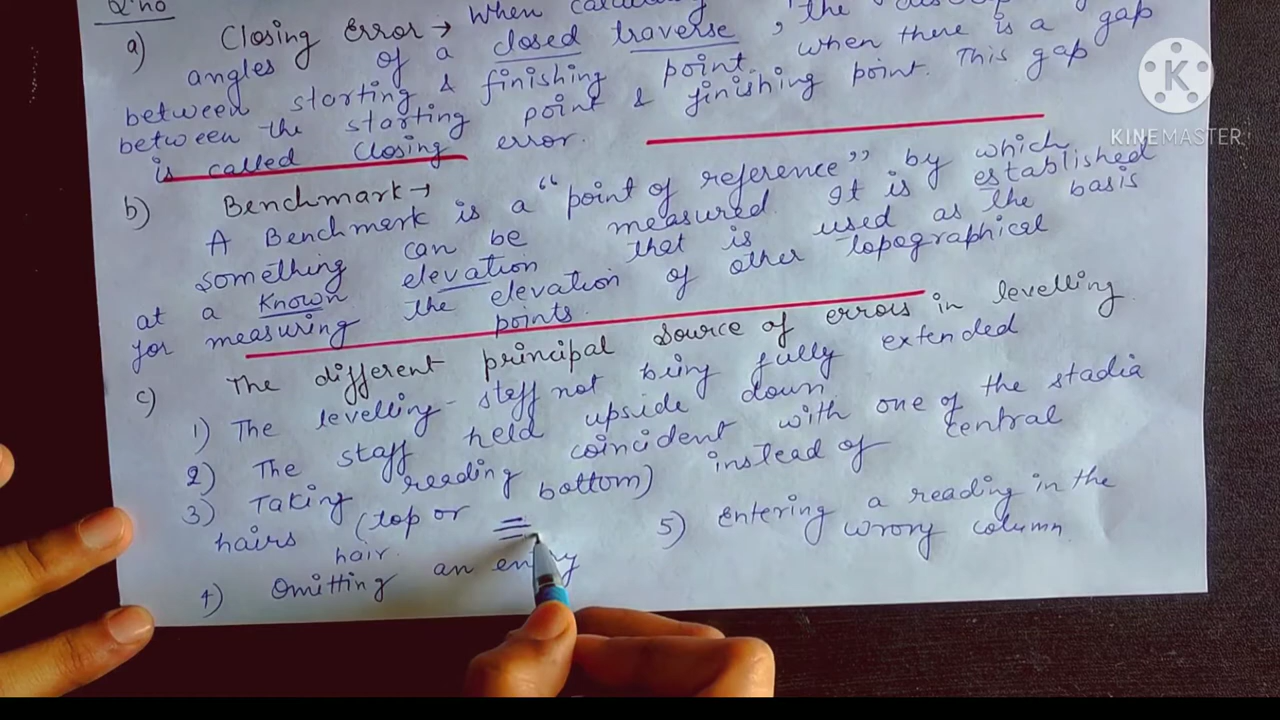 Q.no
a) Closing Error → When
angles of a closed traverse, the
between starting & finishing point. when there is a gap
between the starting point & finishing point. This gap
is called Closing error.
b) Benchmark →
A Benchmark is a "point of reference" by which
something can be measured. It is established
at a Known elevation that is used as the basis
for measuring the elevation of other topographical
points.
c) The different principal source of errors in levelling
1) The levelling-staff not being fully extended
2) The staff held upside down
3) Taking reading coincident with one of the stadia
hairs (top or bottom) instead of central
hair.
4) Omitting an entry
5) Entering a reading in the
wrong column
K
KINEMASTER